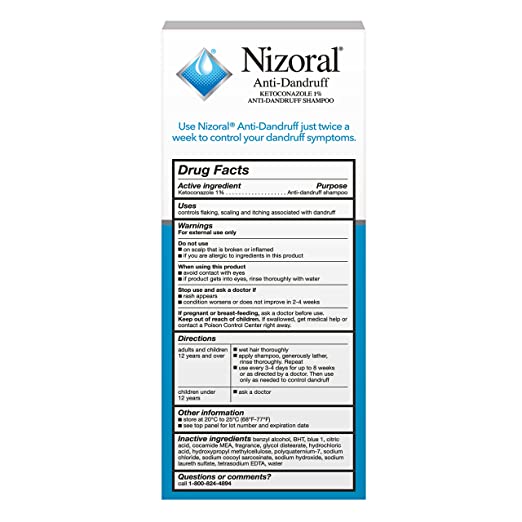 Nizoral®
Anti-Dandruff
KETOCONAZOLE 1%
ANTI-DANDRUFF SHAMPOO
Use Nizoral® Anti-Dandruff just twice a
week to control your dandruff symptoms.
Drug Facts
Active ingredient Purpose
Ketoconazole 1% . . . . . . . . . . . . . . . . . . . . Anti-dandruff shampoo
Uses
controls flaking, scaling and itching associated with dandruff
Warnings
For external use only
Do not use
■ on scalp that is broken or inflamed
■ if you are allergic to ingredients in this product
When using this product
■ avoid contact with eyes
■ if product gets into eyes, rinse thoroughly with water
Stop use and ask a doctor if
■ rash appears
■ condition worsens or does not improve in 2-4 weeks
If pregnant or breast-feeding, ask a doctor before use.
Keep out of reach of children. If swallowed, get medical help or
contact a Poison Control Center right away.
Directions
adults and children
12 years and over
■ wet hair thoroughly
■ apply shampoo, generously lather,
rinse thoroughly. Repeat
■ use every 3-4 days for up to 8 weeks
or as directed by a doctor. Then use
only as needed to control dandruff
children under
12 years
■ ask a doctor
Other information
■ store at 20°C to 25°C (68°F-77°F)
■ see top panel for lot number and expiration date
Inactive ingredients benzyl alcohol, BHT, blue 1, citric
acid, cocamide MEA, fragrance, glycol distearate, hydrochloric
acid, hydroxypropyl methylcellulose, polyquaternium-7, sodium
chloride, sodium cocoyl sarcosinate, sodium hydroxide, sodium
laureth sulfate, tetrasodium EDTA, water
Questions or comments?
call 1-800-824-4894